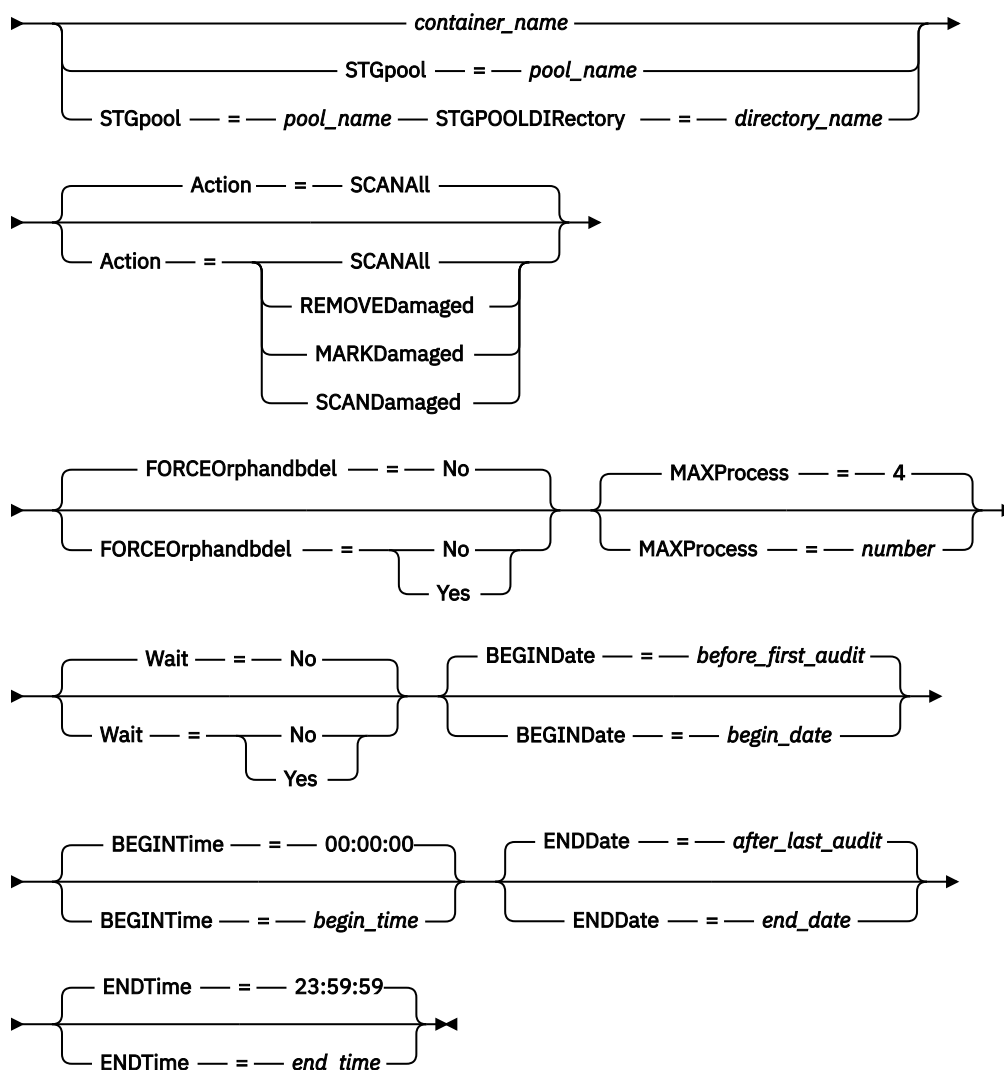 container_name
STGpool = pool_name
STGpool = pool_name STGPOOLDIRectory = directory_name
Action = SCANAll
Action = SCANAll
REMOVEDamaged
MARKDamaged
SCANDamaged
FORCEOrphandbdel = No MAXProcess = 4
FORCEOrphandbdel = No MAXProcess = number
Yes
Wait = No BEGINDate = before_first_audit
Wait = No BEGINDate = begin_date
Yes
BEGINTime = 00:00:00 ENDDate = after_last_audit
BEGINTime = begin_time ENDDate = end_date
ENDTime = 23:59:59
ENDTime = end_time